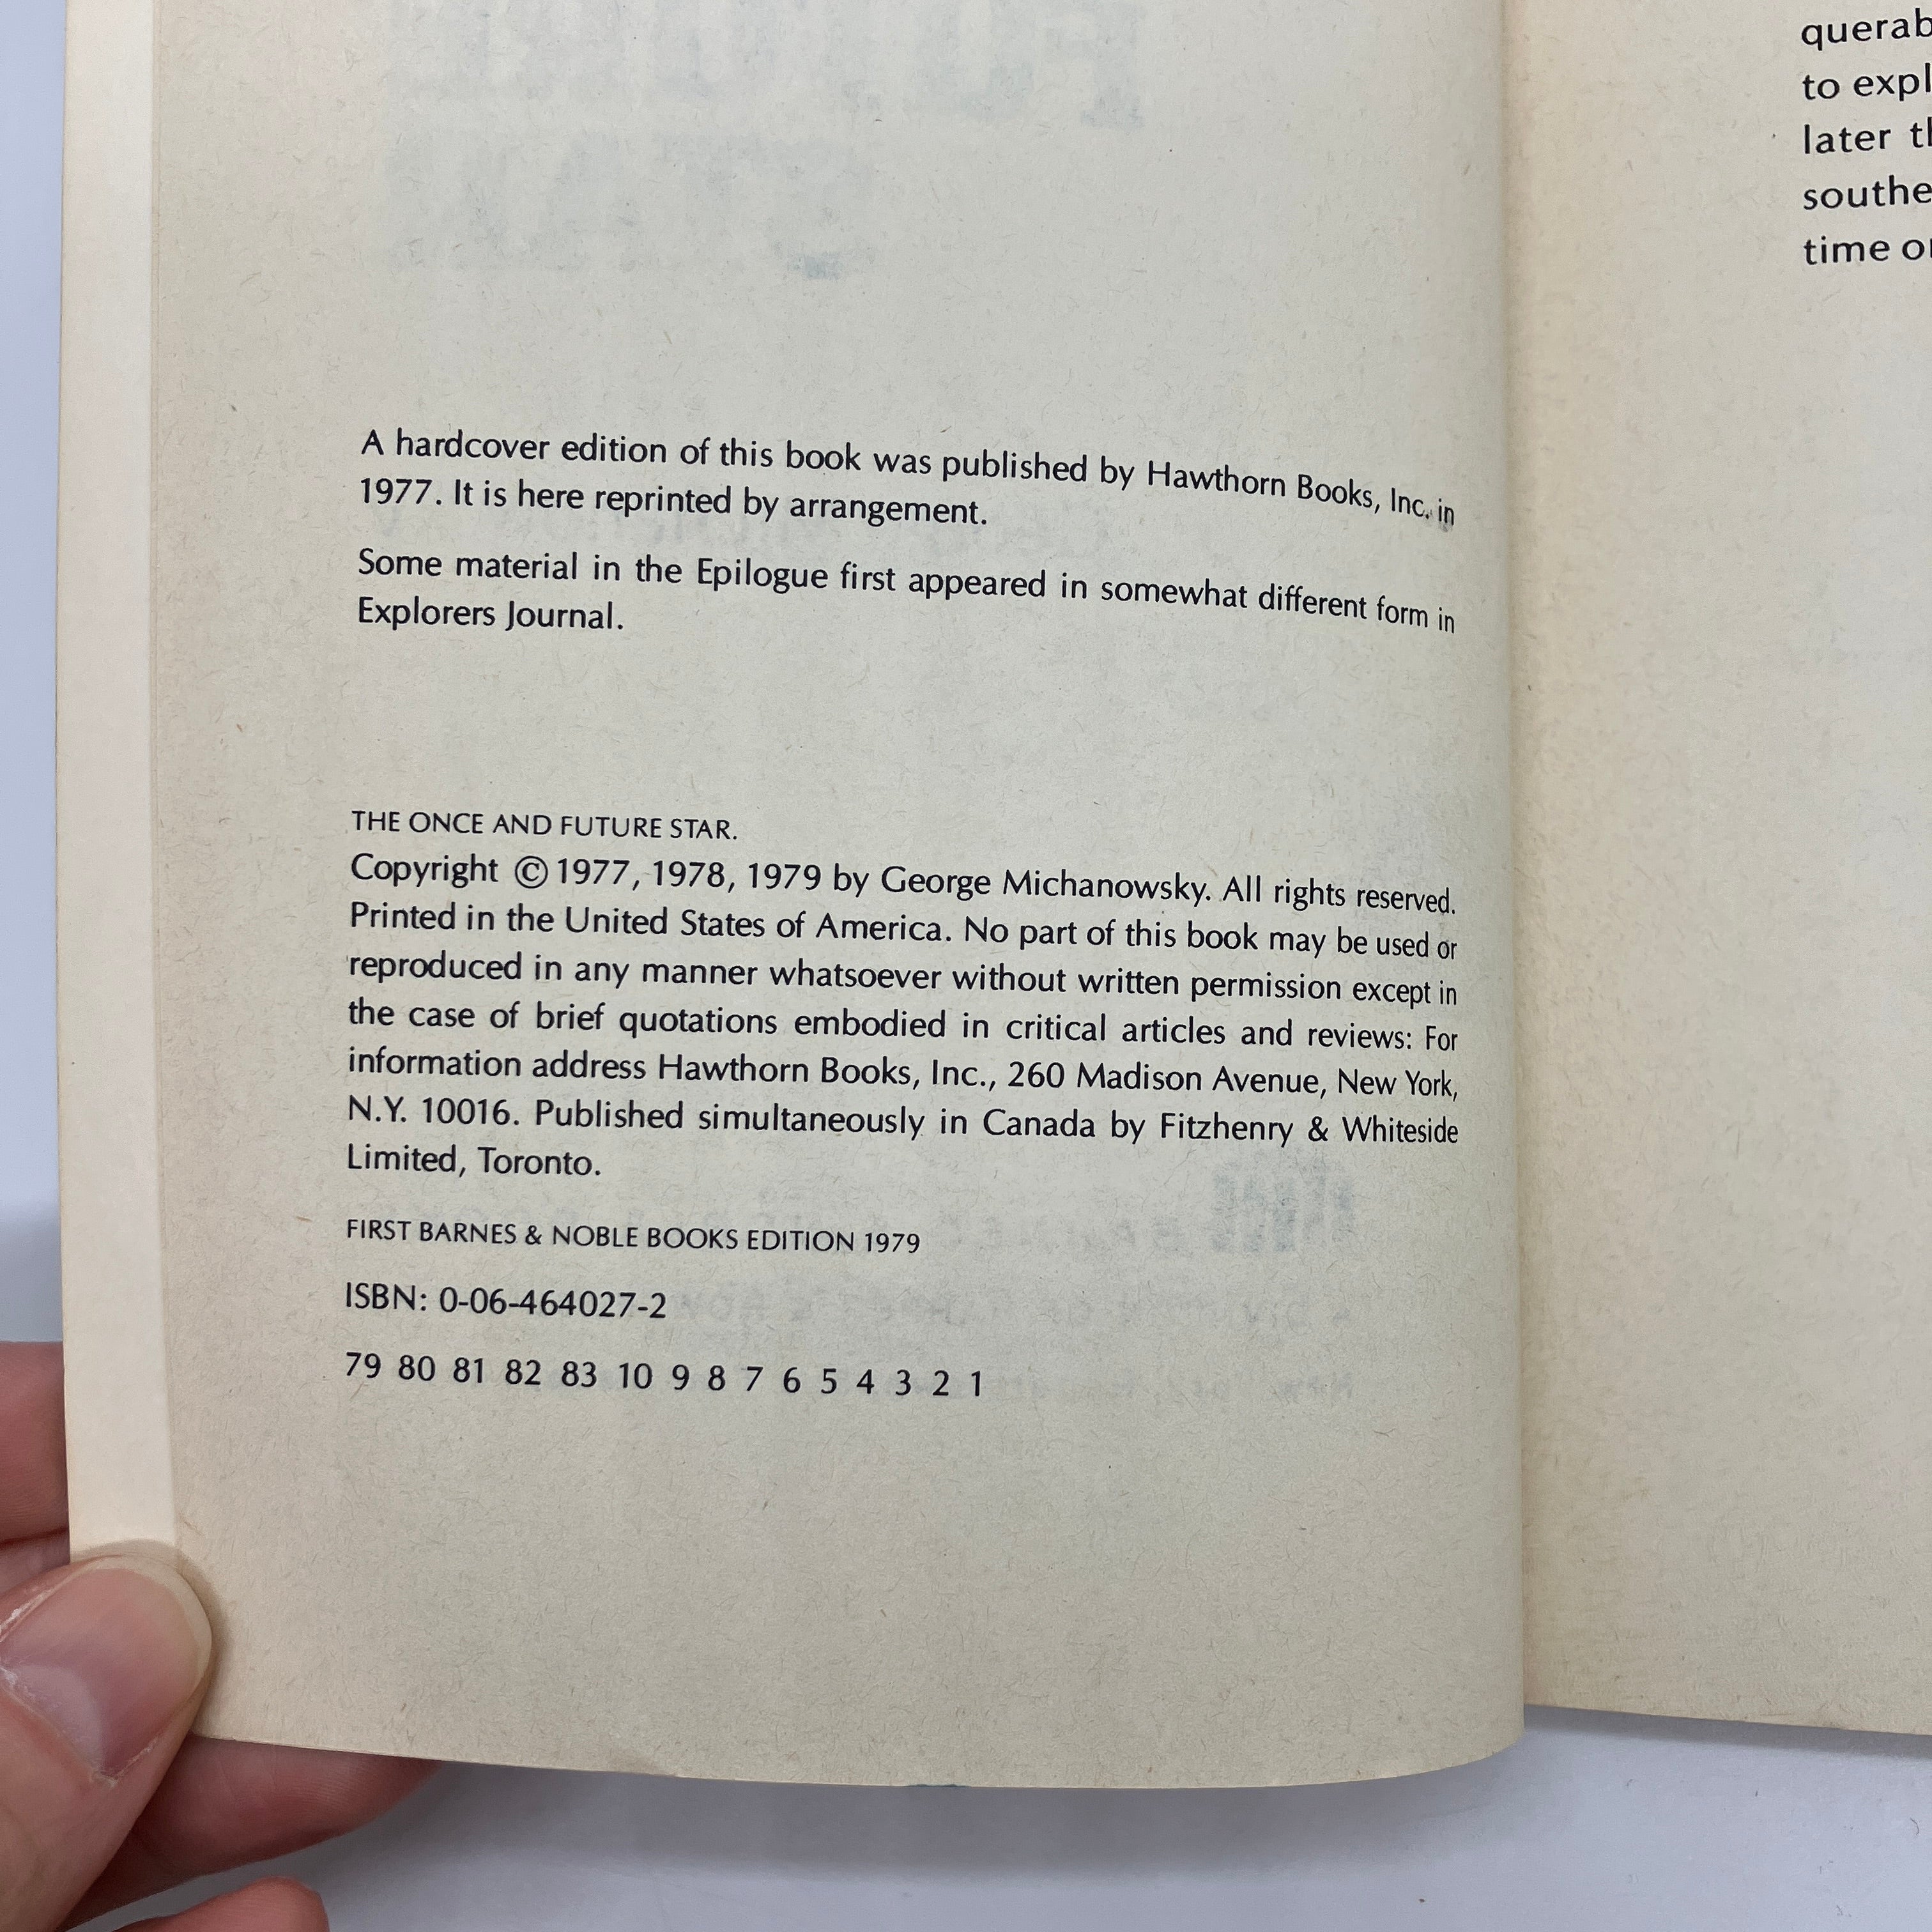 A hardcover edition of this book was published by Hawthorn Books, Inc. in
1977. It is here reprinted by arrangement.
Some material in the Epilogue first appeared in somewhat different form in
Explorers Journal.
THE ONCE AND FUTURE STAR.
Copyright © 1977, 1978, 1979 by George Michanowsky. All rights reserved.
Printed in the United States of America. No part of this book may be used or
reproduced in any manner whatsoever without written permission except in
the case of brief quotations embodied in critical articles and reviews: For
information address Hawthorn Books, Inc., 260 Madison Avenue, New York,
N.Y. 10016. Published simultaneously in Canada by Fitzhenry & Whiteside
Limited, Toronto.
FIRST BARNES & NOBLE BOOKS EDITION 1979
ISBN: 0-06-464027-2
79 80 81 82 83 10 9 8 7 6 5 4 3 2 1
to
later
time